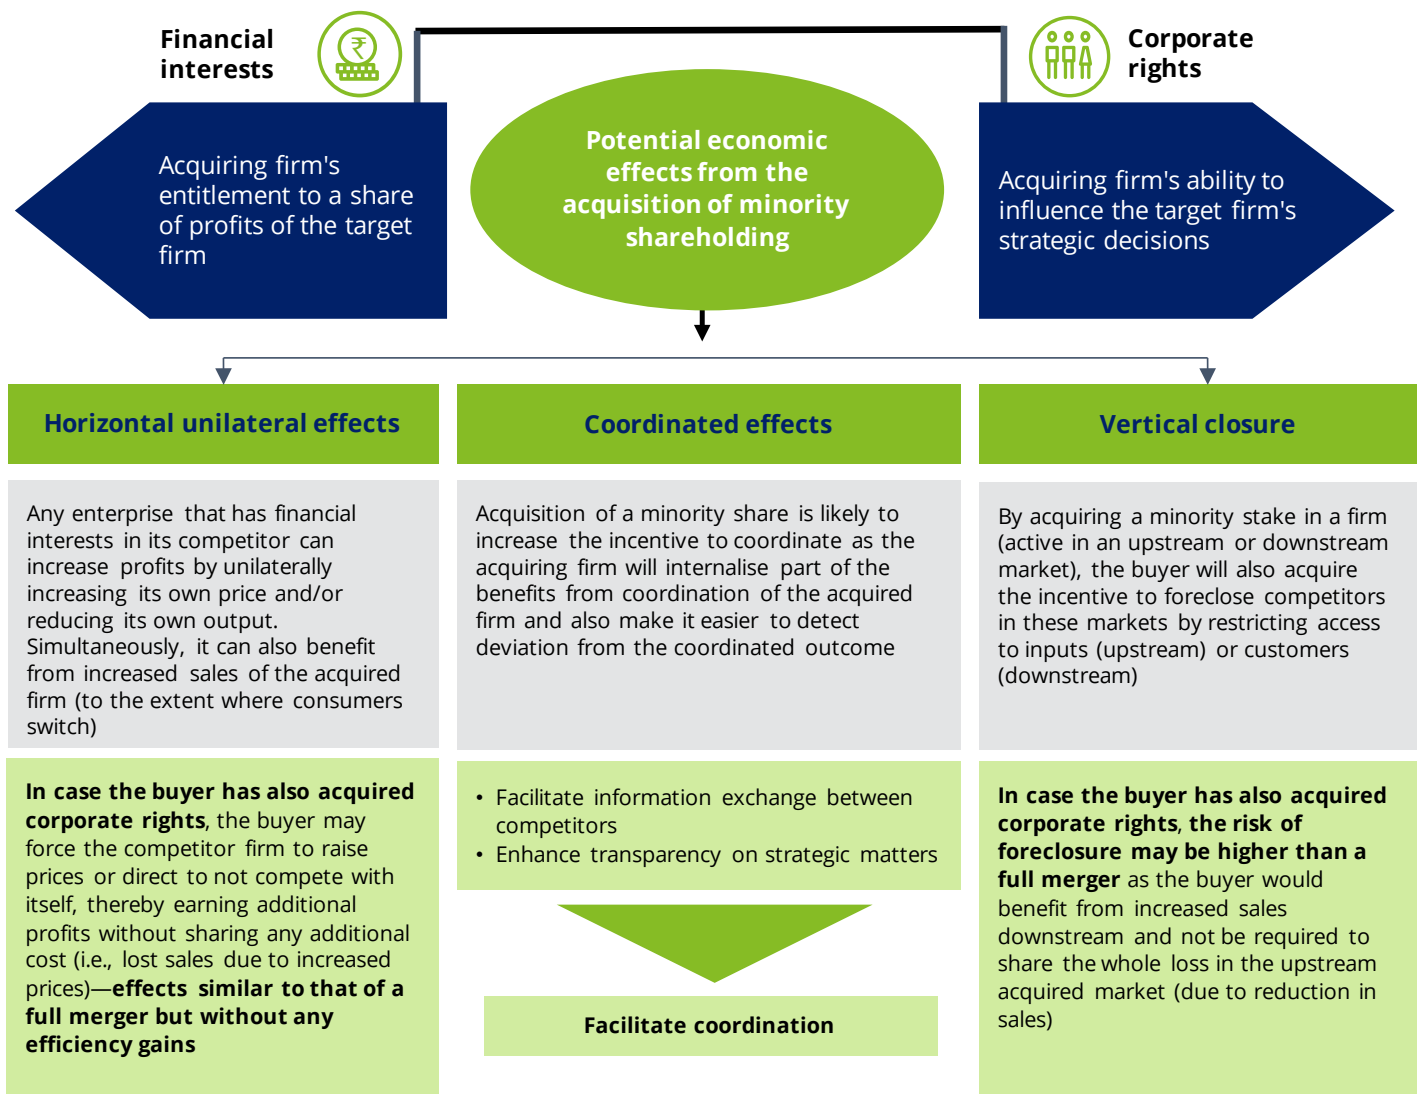 Financial
interests
₹
Corporate
rights
Acquiring firm's
entitlement to a share
of profits of the target
firm
Potential economic
effects from the
acquisition of minority
shareholding
Acquiring firm's ability to
influence the target firm's
strategic decisions
Horizontal unilateral effects
Coordinated effects
Vertical closure
Any enterprise that has financial
interests in its competitor can
increase profits by unilaterally
increasing its own price and/or
reducing its own output.
Simultaneously, it can also benefit
from increased sales of the acquired
firm (to the extent where consumers
switch)
Acquisition of a minority share is likely to
increase the incentive to coordinate as the
acquiring firm will internalise part of the
benefits from coordination of the acquired
firm and also make it easier to detect
deviation from the coordinated outcome
By acquiring a minority stake in a firm
(active in an upstream or downstream
market), the buyer will also acquire
the incentive to foreclose competitors
in these markets by restricting access
to inputs (upstream) or customers
(downstream)
In case the buyer has also acquired
corporate rights, the buyer may
force the competitor firm to raise
prices or direct to not compete with
itself, thereby earning additional
profits without sharing any additional
cost (i.e., lost sales due to increased
prices)—effects similar to that of a
full merger but without any
efficiency gains
• Facilitate information exchange between
competitors
• Enhance transparency on strategic matters
Facilitate coordination
In case the buyer has also acquired
corporate rights, the risk of
foreclosure may be higher than a
full merger as the buyer would
benefit from increased sales
downstream and not be required to
share the whole loss in the upstream
acquired market (due to reduction in
sales)